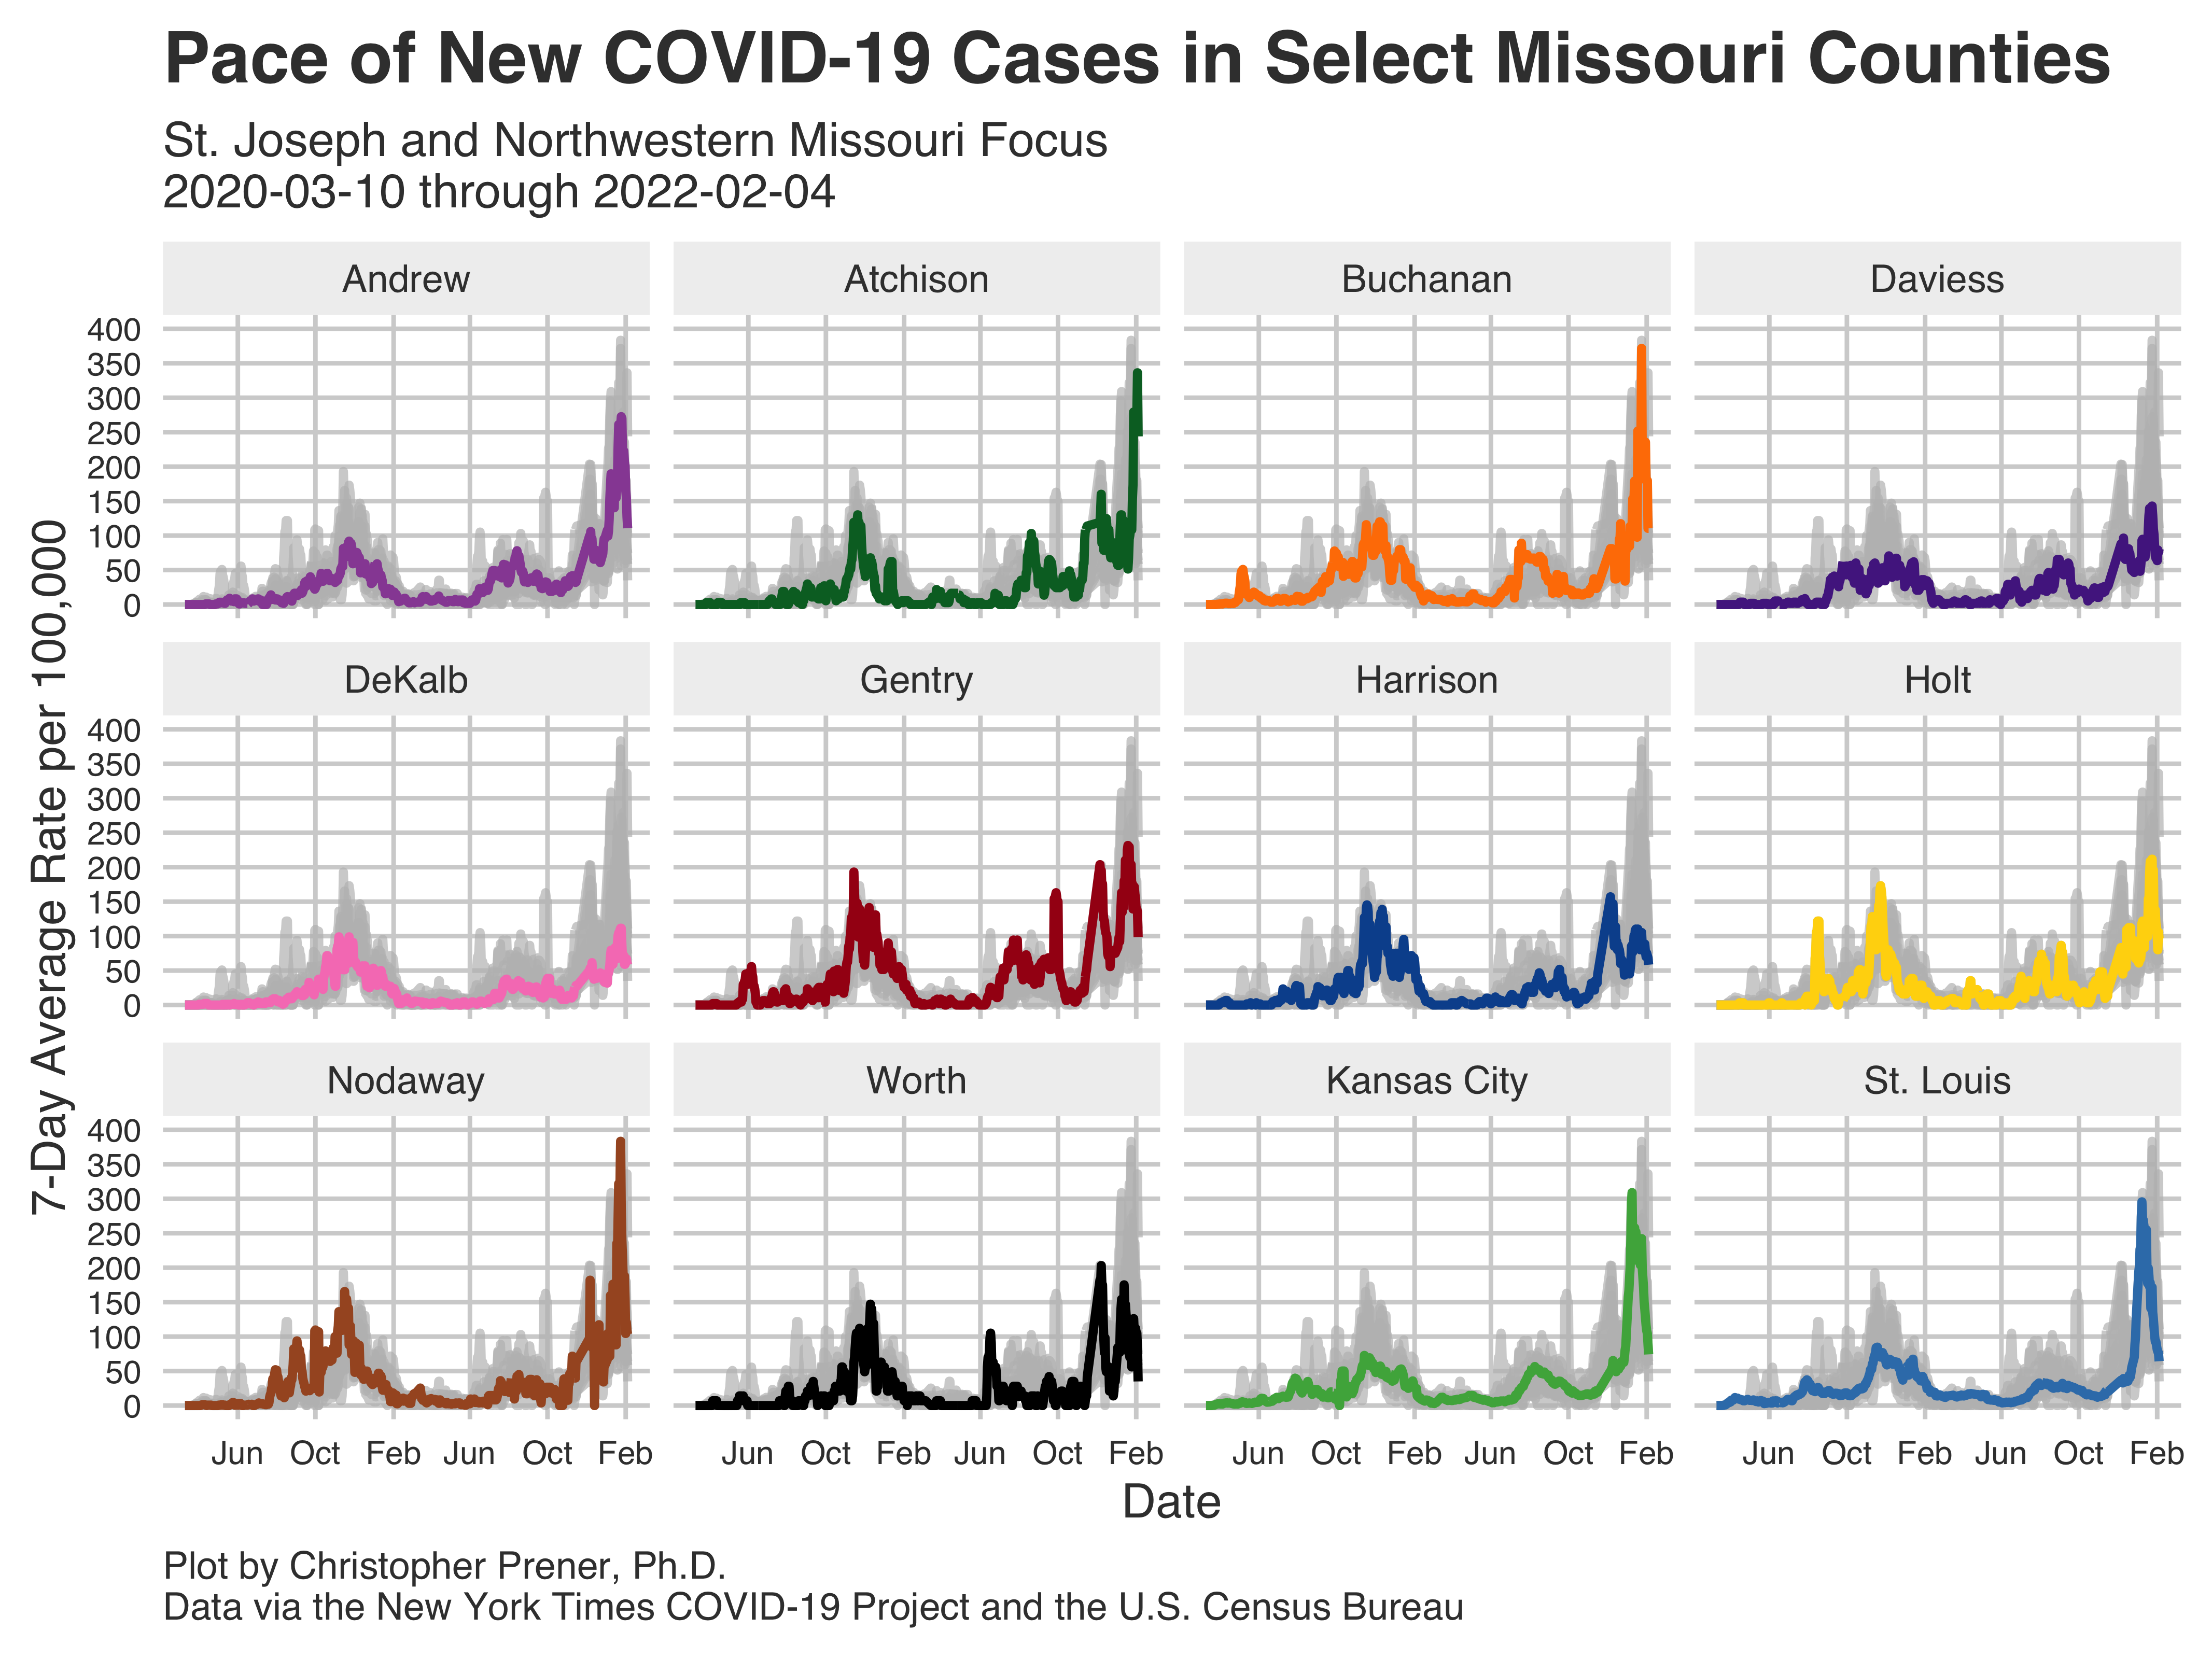 Pace of New COVID-19 Cases in Select Missouri Counties
St. Joseph and Northwestern Missouri Focus
2020-03-10 through 2022-02-04
Andrew Atchison Buchanan Daviess
400
350
300
250
200
150
100
50
0
DeKalb Gentry Harrison Holt
400
350
300
250
200
150
100
50
0
Nodaway Worth Kansas City St. Louis
400
350
300
250
200
150
100
50
0
7-Day Average Rate per 100,000
Jun Oct Feb Jun Oct Feb Jun Oct Feb Jun Oct Feb Jun Oct Feb Jun Oct Feb Jun Oct Feb Jun Oct Feb
Date
Plot by Christopher Prener, Ph.D.
Data via the New York Times COVID-19 Project and the U.S. Census Bureau